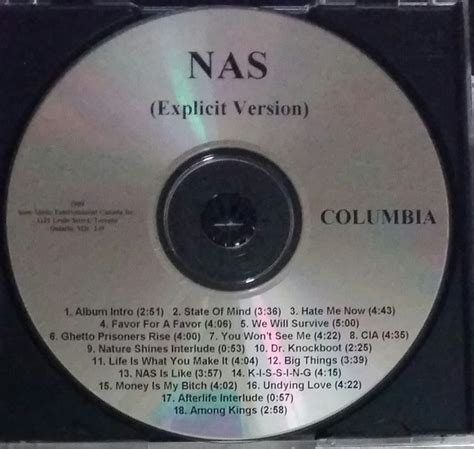 NAS
(Explicit Version)
COLUMBIA
1. Album Intro (2:51) 2. State Of Mind (3:36) 3. Hate Me Now (4:43)
4. Favor For A Favor (4:06) 5. We Will Survive (5:00)
6. Ghetto Prisoners Rise (4:00) 7. You Won't See Me (4:22) 8. CIA (4:35)
9. Nature Shines Interlude (0:53) 10. Dr. Knockboot (2:25)
11. Life Is What You Make It (4:04) 12. Big Things (3:39)
13. NAS Is Like (3:57) 14. K-I-S-S-I-N-G (4:15)
15. Money Is My Bitch (4:02) 16. Undying Love (4:22)
17. Afterlife Interlude (0:57)
18. Among Kings (2:58)